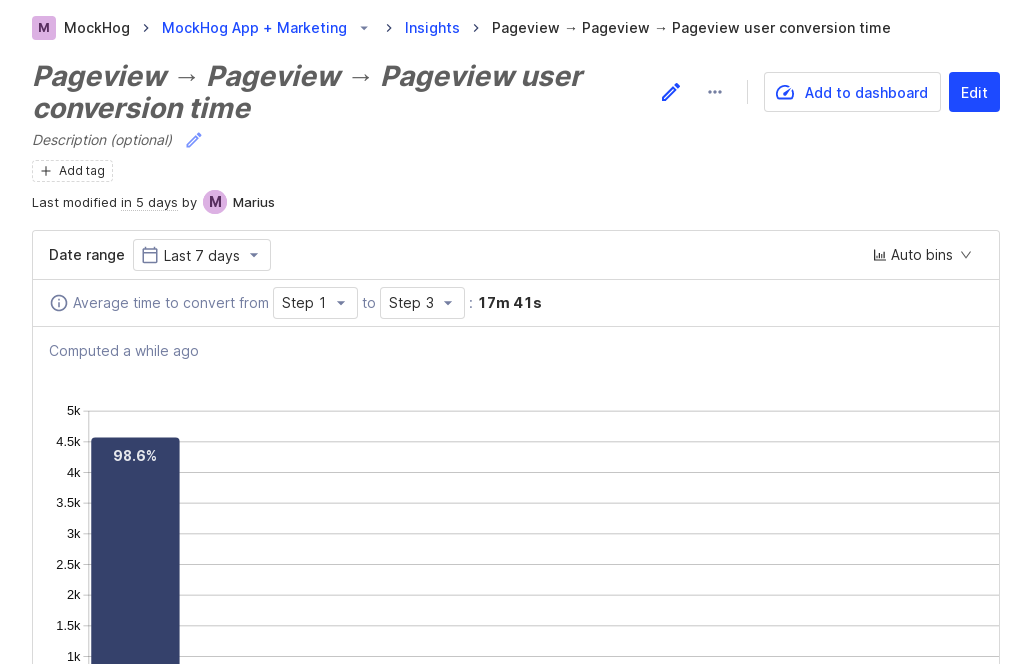 M MockHog > MockHog App + Marketing > Insights > Pageview → Pageview → Pageview user conversion time
Pageview → Pageview → Pageview user
conversion time
Add to dashboard
Edit
Description (optional)
+ Add tag
Last modified in 5 days by M Marius
Date range Last 7 days
Auto bins
Average time to convert from Step 1 to Step 3 : 17m 41s
Computed a while ago
5k
4.5k
98.6%
4k
3.5k
3k
2.5k
2k
1.5k
1k